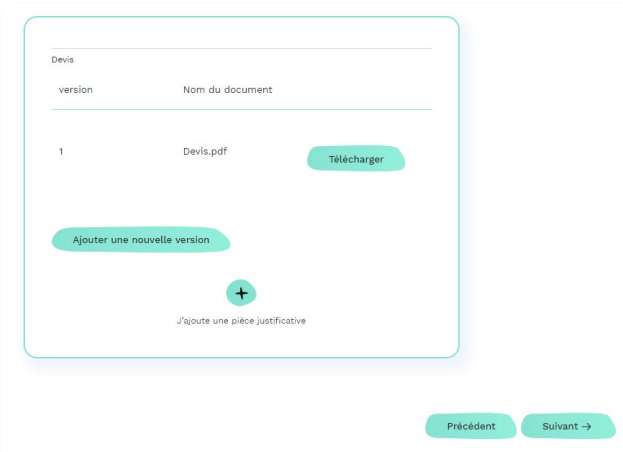 Devis
version Nom du document
1 Devis.pdf Télécharger
Ajouter une nouvelle version
J'ajoute une pièce justificative
Précédent Suivant →